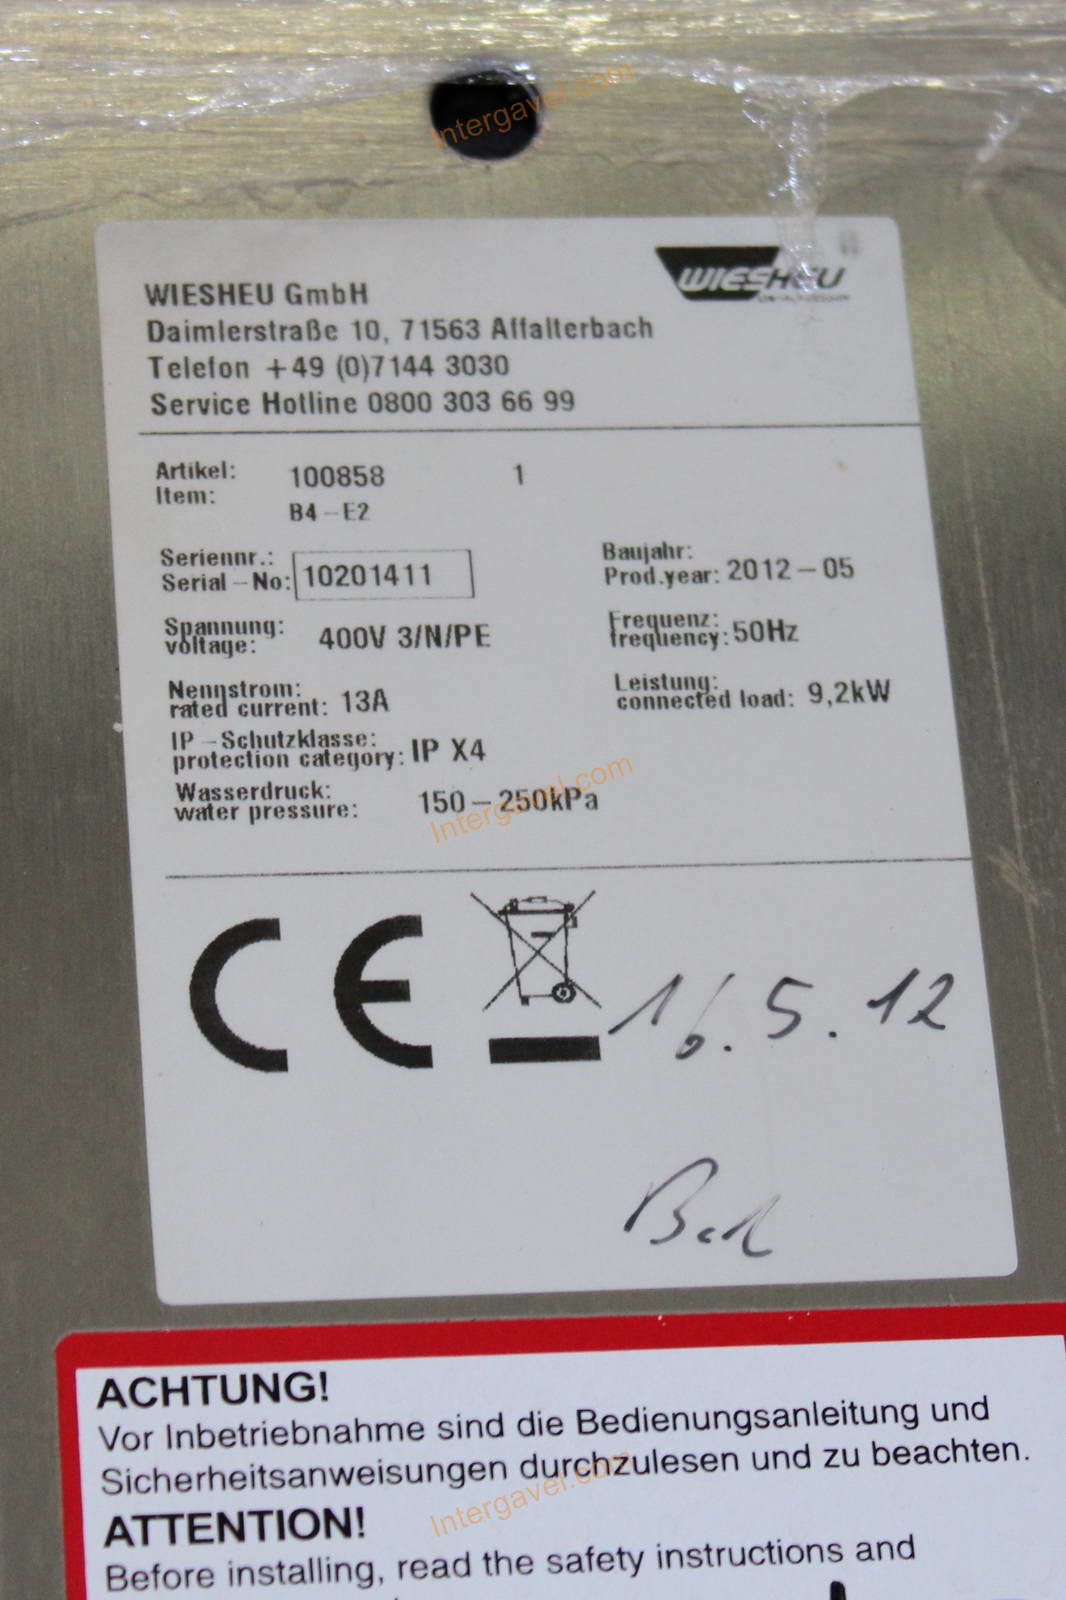 Intergavel.com
WIESHEU
WIESHEU GmbH
Daimlerstraße 10, 71563 Affalterbach
Telefon +49 (0)7144 3030
Service Hotline 0800 303 66 99
Artikel: 100858 1
Item: B4-E2
Seriennr.: Baujahr:
Serial-No: 10201411 Prod.year: 2012-05
Spannung: Frequenz:
voltage: 400V 3/N/PE frequency: 50Hz
Nennstrom: Leistung:
rated current: 13A connected load: 9,2kW
IP-Schutzklasse:
protection category: IP X4
Wasserdruck:
water pressure: 150-250kPa
Intergavel.com
CE
16.5.12
ACHTUNG!
Vor Inbetriebnahme sind die Bedienungsanleitung und
Sicherheitsanweisungen durchzulesen und zu beachten.
Intergavel.com
ATTENTION!
Before installing, read the safety instructions and